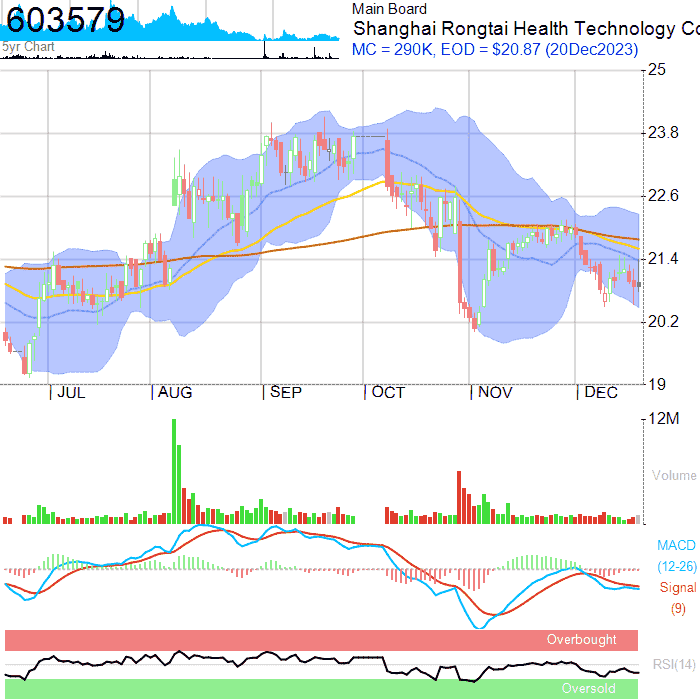 603579
5yr Chart
Main Board
Shanghai Rongtai Health Technology Co
MC = 290K, EOD = $20.87 (20Dec2023)
25
23.8
22.6
21.4
20.2
19
JUL
AUG
SEP
OCT
NOV
DEC
12M
Volume
MACD
(12-26)
Signal
(9)
Overbought
RSI(14)
Oversold